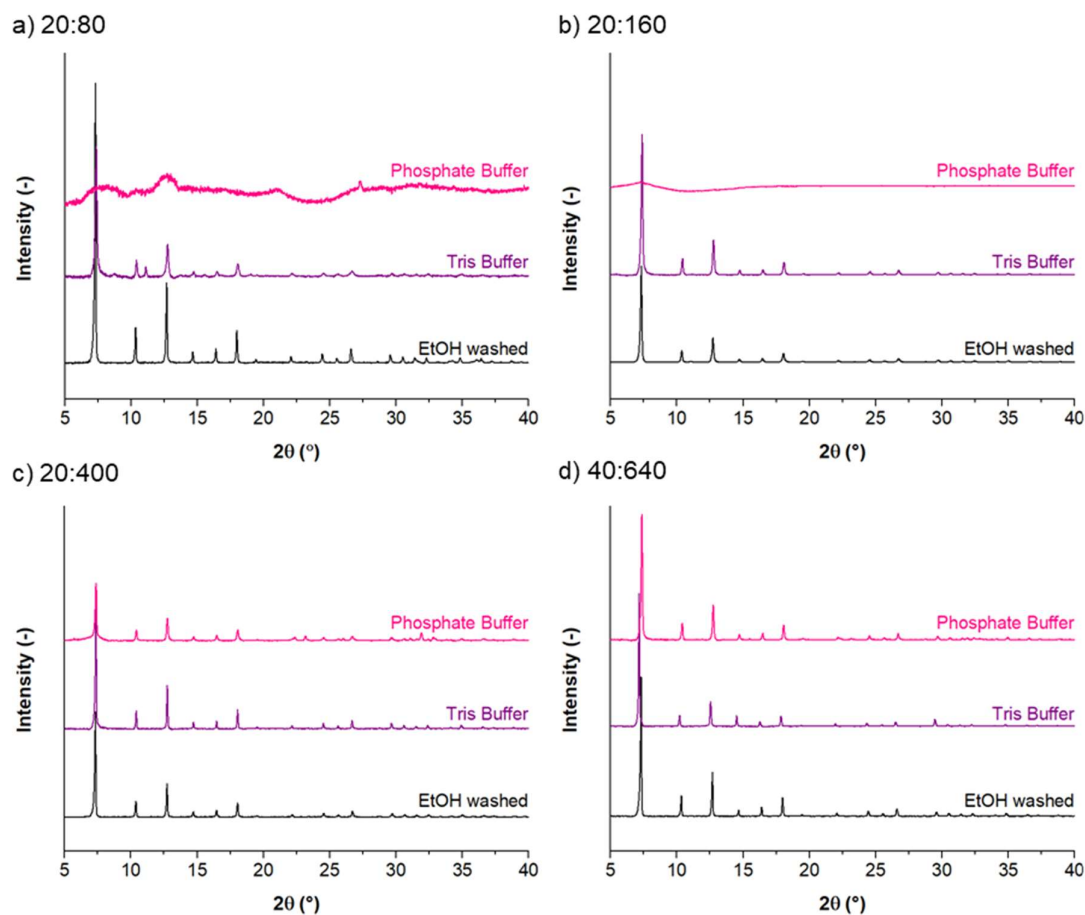 a) 20:80
Intensity (-)
Phosphate Buffer
Tris Buffer
EtOH washed
5 10 15 20 25 30 35 40
2θ (°)
b) 20:160
Intensity (-)
Phosphate Buffer
Tris Buffer
EtOH washed
5 10 15 20 25 30 35 40
2θ (°)
c) 20:400
Intensity (-)
Phosphate Buffer
Tris Buffer
EtOH washed
5 10 15 20 25 30 35 40
2θ (°)
d) 40:640
Intensity (-)
Phosphate Buffer
Tris Buffer
EtOH washed
5 10 15 20 25 30 35 40
2θ (°)